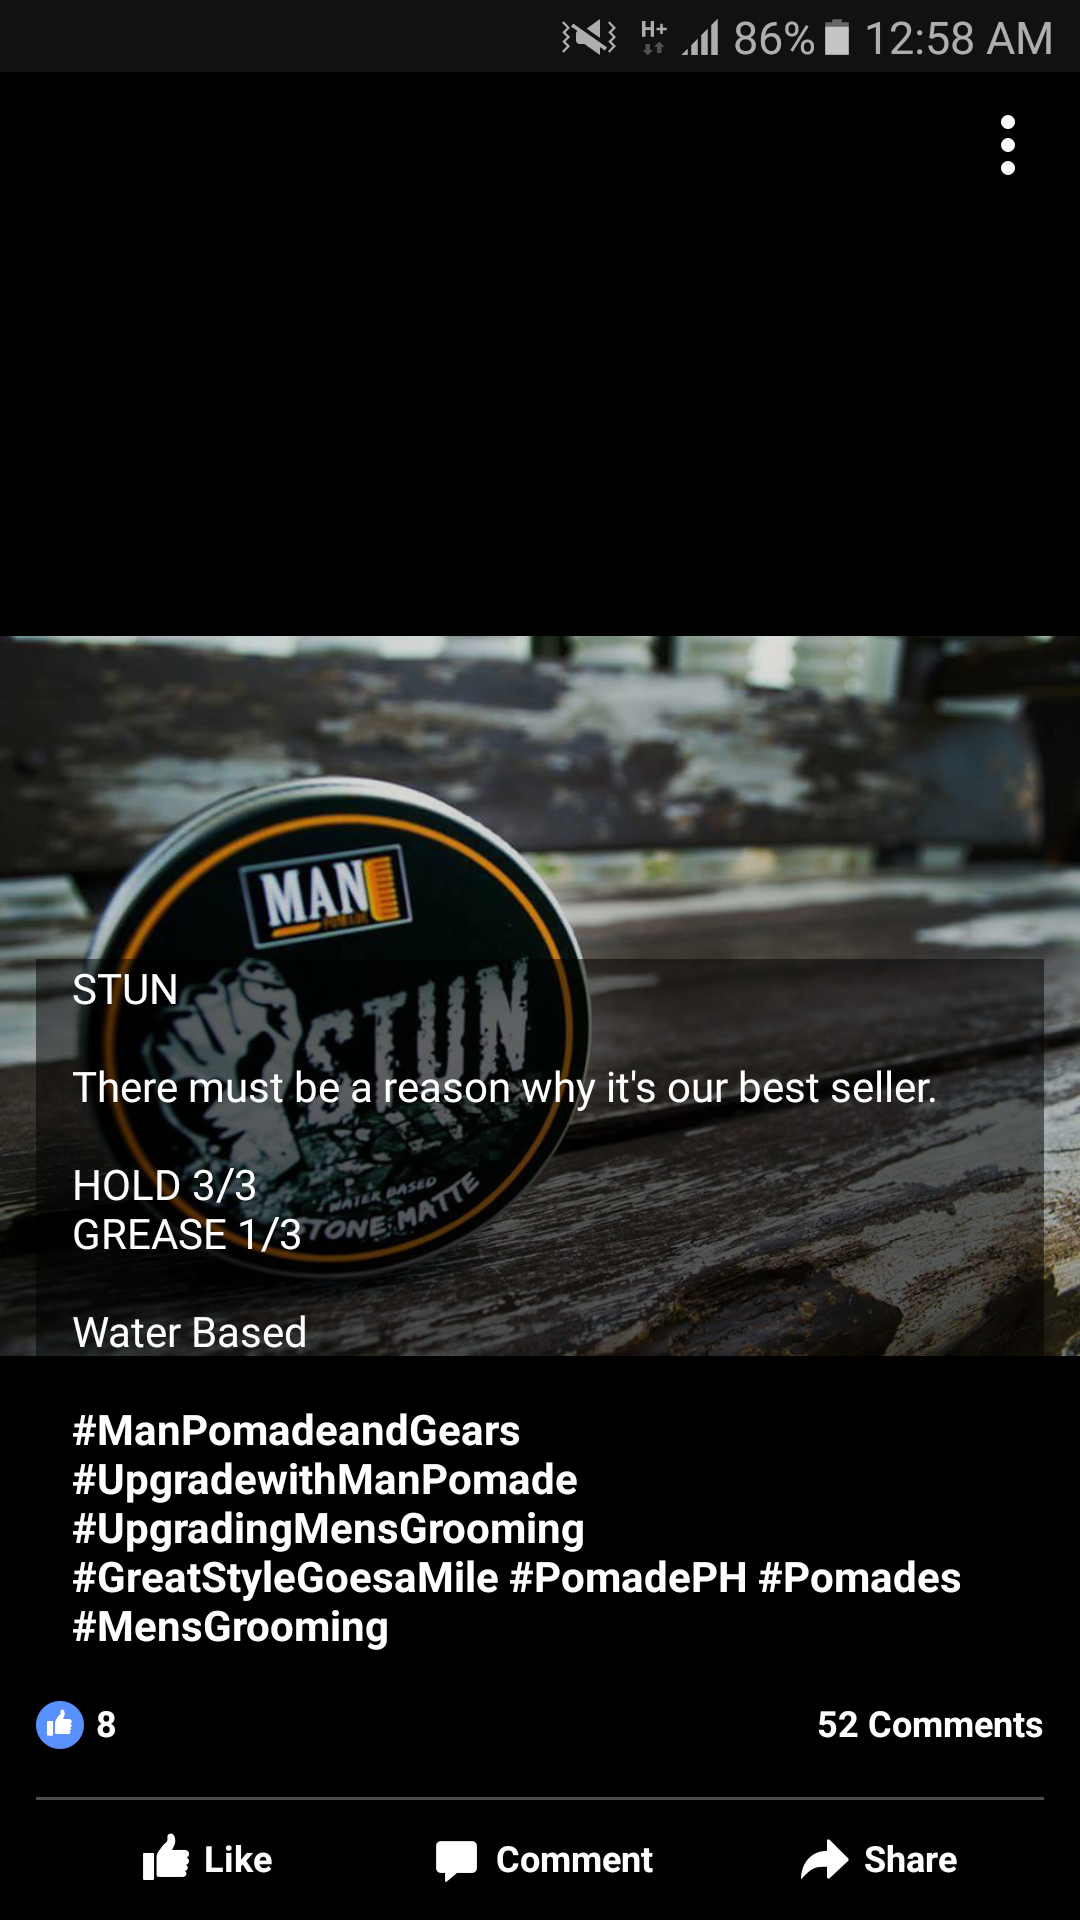 H+ 86% 12:58 AM
MAN
POMADE
STUN
STUN
There must be a reason why it's our best seller.
HOLD 3/3
GREASE 1/3
WATER BASED
TONE MATTE
Water Based
#ManPomadeandGears
#UpgradewithManPomade
#UpgradingMensGrooming
#GreatStyleGoesaMile #PomadePH #Pomades
#MensGrooming
8 52 Comments
Like Comment Share